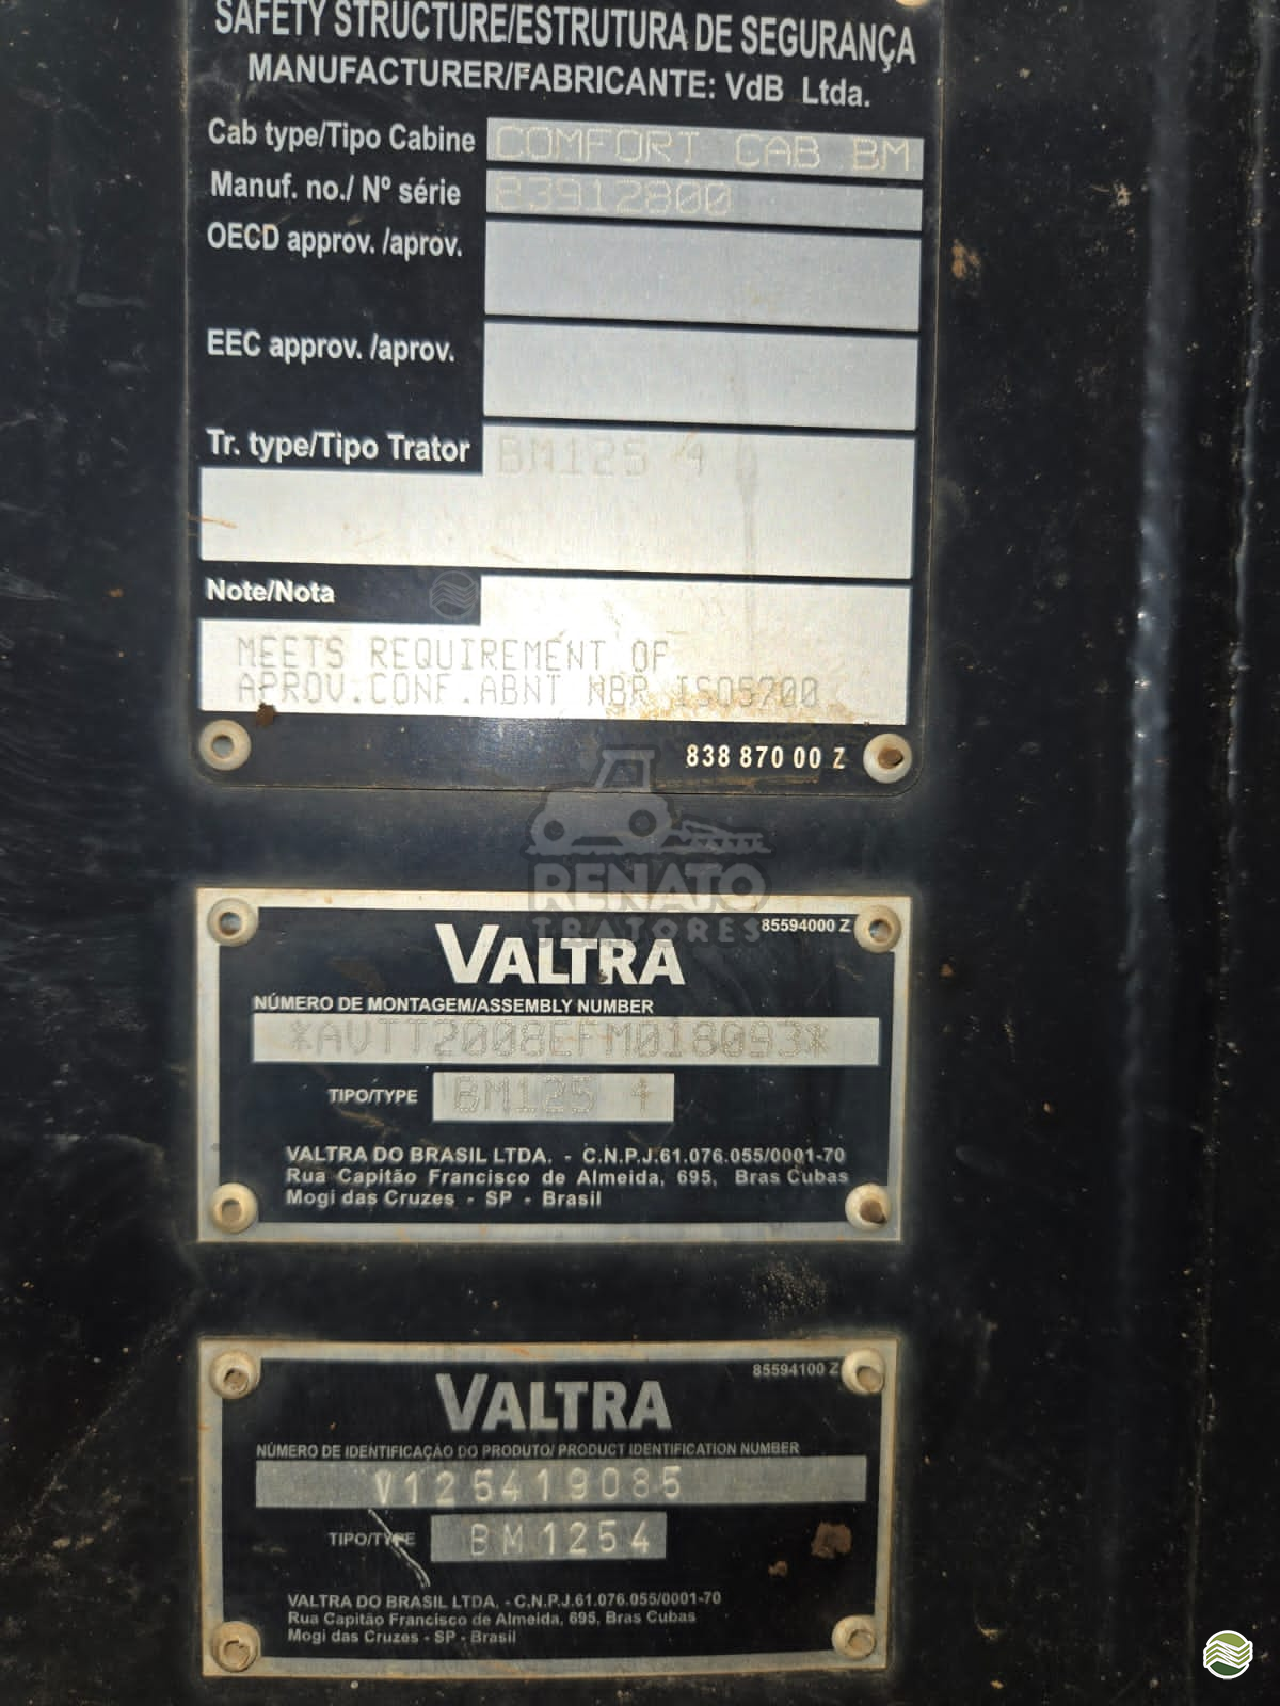 SAFETY STRUCTURE/ESTRUTURA DE SEGURANÇA
MANUFACTURER/FABRICANTE: VdB Ltda.
Cab type/Tipo Cabine COMFORT CAB BM
Manuf. no./ Nº série 83912800
OECD approv. /aprov.
EEC approv. /aprov.
Tr. type/Tipo Trator BM125 4
Note/Nota
MEETS REQUIREMENT OF
APROV.CONF.ABNT NBR ISO5700
838 870 00 Z
RENATO
TRATORES
85594000 Z
VALTRA
NÚMERO DE MONTAGEM/ASSEMBLY NUMBER
*AVTT2008EFM018093*
TIPO/TYPE BM125 4
VALTRA DO BRASIL LTDA. - C.N.P.J.61.076.055/0001-70
Rua Capitão Francisco de Almeida, 695, Bras Cubas
Mogi das Cruzes - SP - Brasil
85594100 Z
VALTRA
NÚMERO DE IDENTIFICAÇÃO DO PRODUTO/ PRODUCT IDENTIFICATION NUMBER
V125419085
TIPO/TYPE BM1254
VALTRA DO BRASIL LTDA. - C.N.P.J.61.076.055/0001-70
Rua Capitão Francisco de Almeida, 695, Bras Cubas
Mogi das Cruzes - SP - Brasil